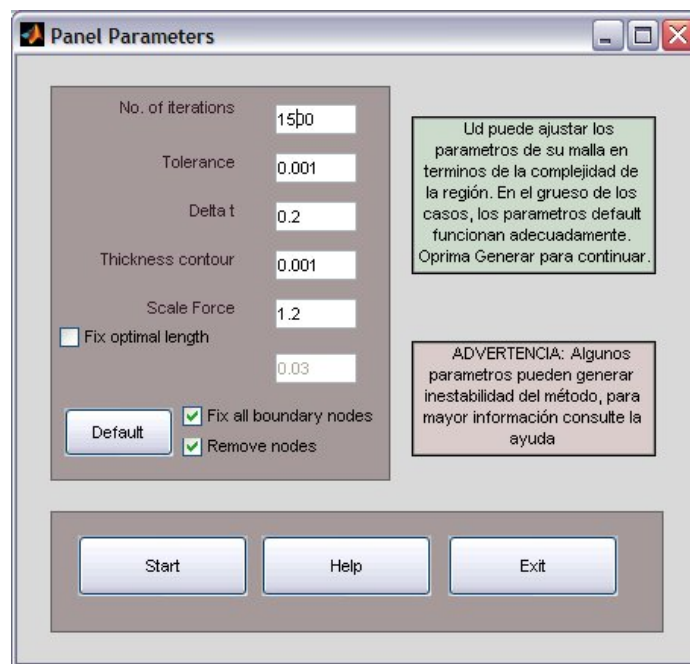 Panel Parameters
No. of iterations
1500
Tolerance
0.001
Delta t
0.2
Thickness contour
0.001
Scale Force
1.2
Fix optimal length
0.03
Default
Fix all boundary nodes
Remove nodes
Ud puede ajustar los
parametros de su malla en
terminos de la complejidad de
la región. En el grueso de los
casos, los parametros default
funcionan adecuadamente.
Oprima Generar para continuar.
ADVERTENCIA: Algunos
parametros pueden generar
inestabilidad del método, para
mayor información consulte la
ayuda
Start
Help
Exit